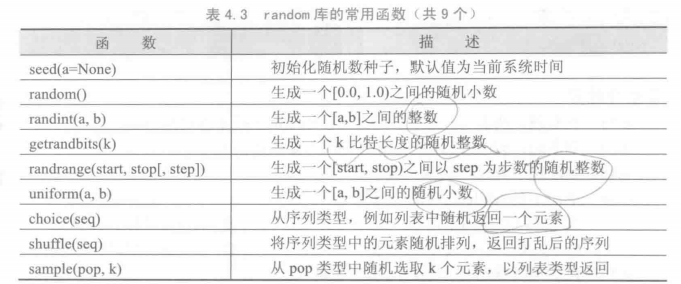 表 4.3 random 库的常用函数（共 9 个）
函 数 描 述
seed(a=None) 初始化随机数种子，默认值为当前系统时间
random() 生成一个[0.0, 1.0)之间的随机小数
randint(a, b) 生成一个[a,b]之间的整数
getrandbits(k) 生成一个 k 比特长度的随机整数
randrange(start, stop[, step]) 生成一个[start, stop)之间以 step 为步数的随机整数
uniform(a, b) 生成一个[a, b]之间的随机小数
choice(seq) 从序列类型，例如列表中随机返回一个元素
shuffle(seq) 将序列类型中的元素随机排列，返回打乱后的序列
sample(pop, k) 从 pop 类型中随机选取 k 个元素，以列表类型返回